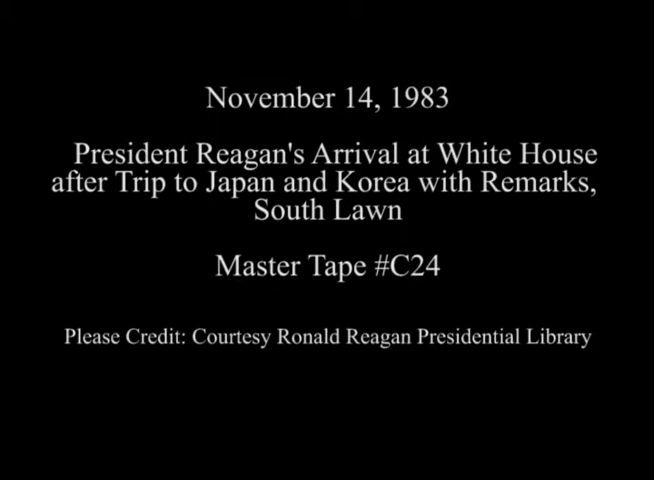 November 14, 1983
President Reagan's Arrival at White House
after Trip to Japan and Korea with Remarks,
South Lawn
Master Tape #C24
Please Credit: Courtesy Ronald Reagan Presidential Library